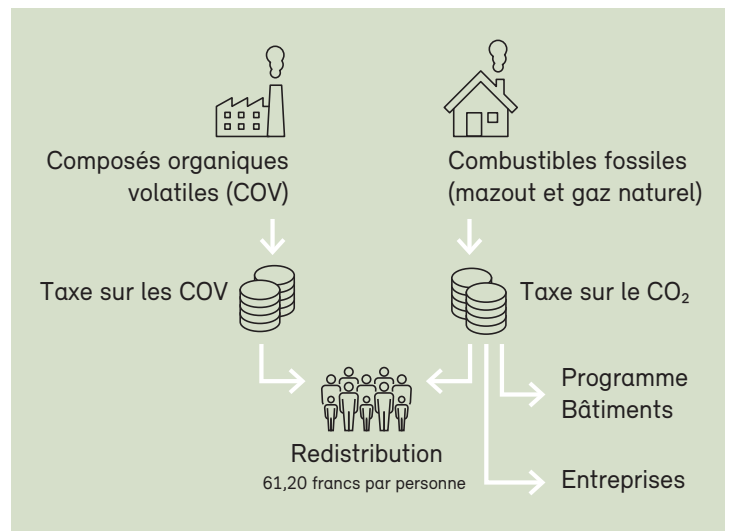 Composés organiques
volatiles (COV)
Combustibles fossiles
(mazout et gaz naturel)
Taxe sur les COV
Taxe sur le CO₂
Programme
Bâtiments
Redistribution
61,20 francs par personne
Entreprises